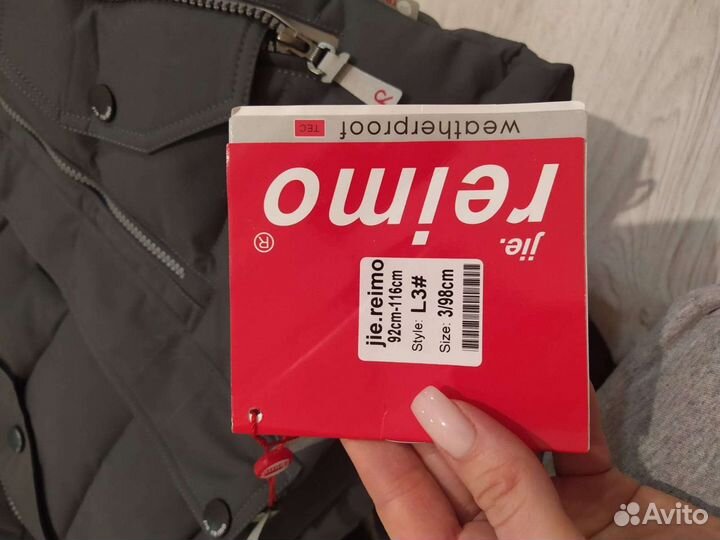 jie.
reimo
®
weatherproof
TEC
jie.reimo
92cm-116cm
Style: L3#
Size: 3/98cm
Avito